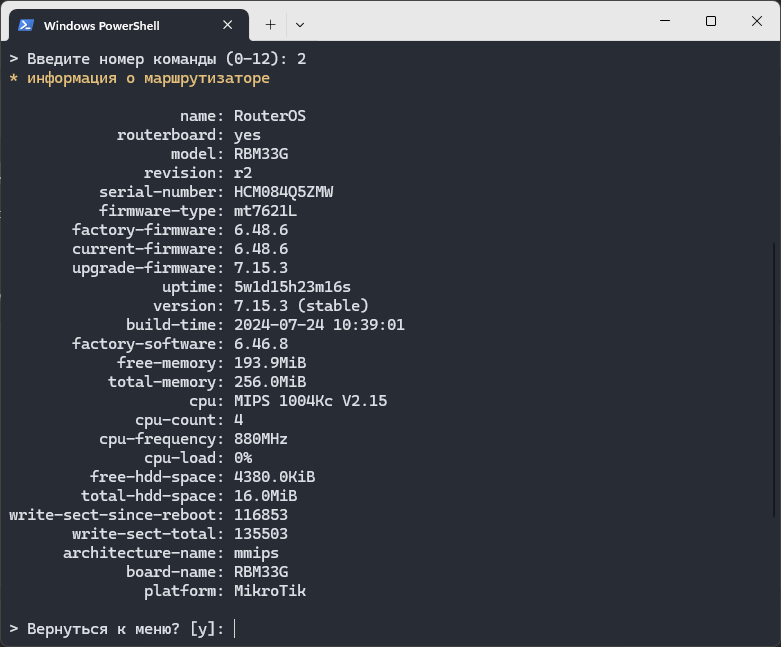 Windows PowerShell
> Введите номер команды (0-12): 2
* информация о маршрутизаторе
name: RouterOS
routerboard: yes
model: RBM33G
revision: r2
serial-number: HCM084Q5ZMW
firmware-type: mt7621L
factory-firmware: 6.48.6
current-firmware: 6.48.6
upgrade-firmware: 7.15.3
uptime: 5w1d15h23m16s
version: 7.15.3 (stable)
build-time: 2024-07-24 10:39:01
factory-software: 6.46.8
free-memory: 193.9MiB
total-memory: 256.0MiB
cpu: MIPS 1004Kc V2.15
cpu-count: 4
cpu-frequency: 880MHz
cpu-load: 0%
free-hdd-space: 4380.0KiB
total-hdd-space: 16.0MiB
write-sect-since-reboot: 116853
write-sect-total: 135503
architecture-name: mmips
board-name: RBM33G
platform: MikroTik
> Вернуться к меню? [y]: